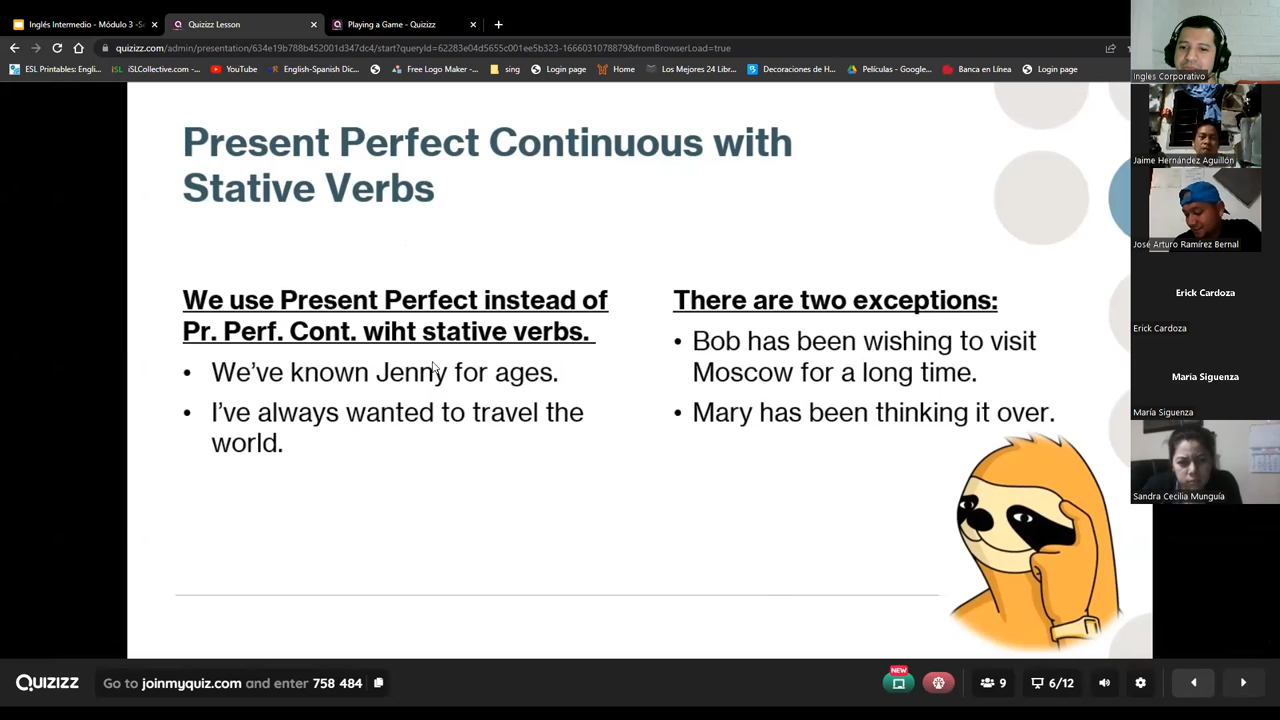 Inglés Intermedio - Módulo 3 -Se
Quizizz Lesson
Playing a Game - Quizizz
quizizz.com/admin/presentation/634e19b788b452001d347dc4/start?queryId=62283e04d5655c001ee5b323-1666031078879&fromBrowserLoad=true
ESL Printables: Engli...
iSLCollective.com -...
YouTube
English-Spanish Dic...
Free Logo Maker -...
sing
Login page
Home
Los Mejores 24 Libr...
Decoraciones de H...
Películas - Google...
Banca en Línea
Login page
Present Perfect Continuous with
Stative Verbs
We use Present Perfect instead of
Pr. Perf. Cont. wiht stative verbs.
• We've known Jenny for ages.
• I've always wanted to travel the
world.
There are two exceptions:
• Bob has been wishing to visit
Moscow for a long time.
• Mary has been thinking it over.
Ingles Corporativo
Jaime Hernández Aguillón
José Arturo Ramírez Bernal
Erick Cardoza
Erick Cardoza
Maria Siguenza
María Siguenza
Sandra Cecilia Munguía
QUIZIZZ
Go to joinmyquiz.com and enter 758 484
NEW
9
6/12